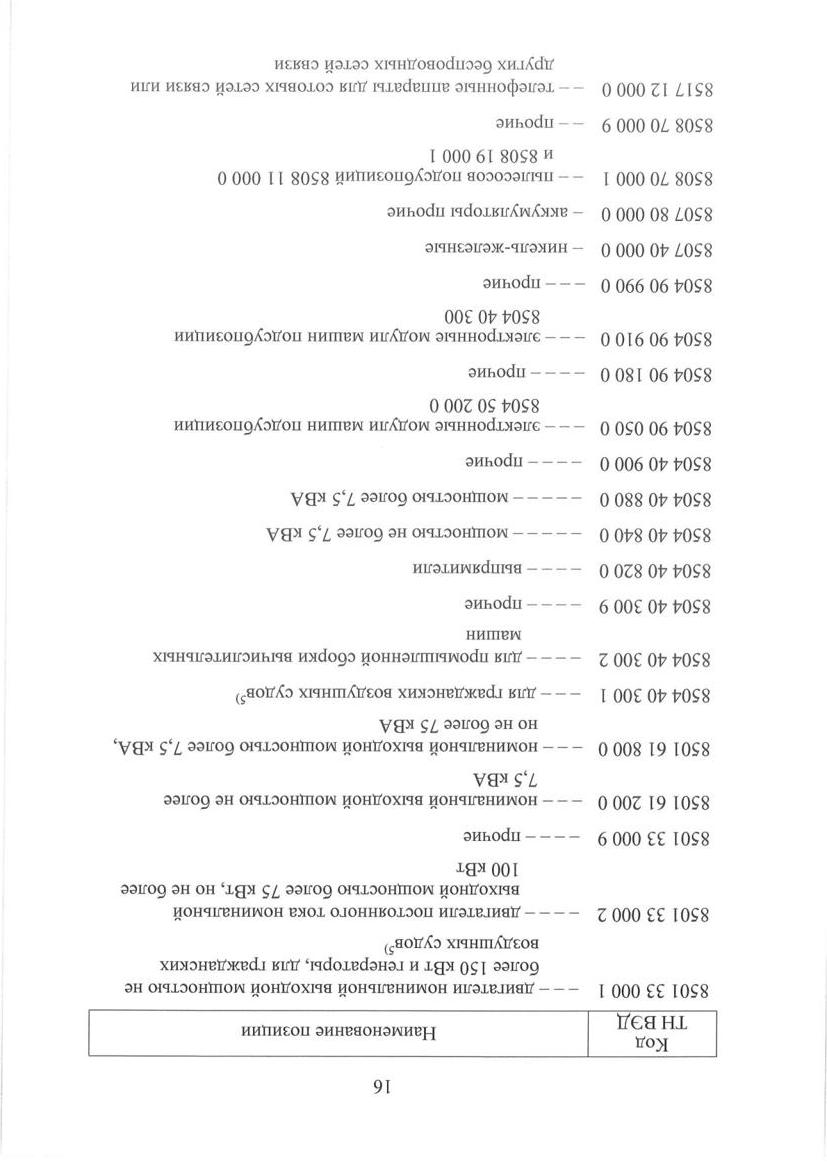 16
Код
ТН ВЭД
Наименование позиции
8501 33 000 1 – – – двигатели номинальной выходной мощностью не
более 150 кВт и генераторы, для гражданских
воздушных судов⁵⁾
8501 33 000 2 – – – – двигатели постоянного тока номинальной
выходной мощностью более 75 кВт, но не более
100 кВт
8501 33 000 9 – – – – прочие
8501 61 200 0 – – – номинальной выходной мощностью не более
7,5 кВА
8501 61 800 0 – – – номинальной выходной мощностью более 7,5 кВА,
но не более 75 кВА
8504 40 300 1 – – – для гражданских воздушных судов⁵⁾
8504 40 300 2 – – – – для промышленной сборки вычислительных
машин
8504 40 300 9 – – – – прочие
8504 40 820 0 – – – – выпрямители
8504 40 840 0 – – – – – мощностью не более 7,5 кВА
8504 40 880 0 – – – – – мощностью более 7,5 кВА
8504 40 900 0 – – – – прочие
8504 90 050 0 – – – электронные модули машин подсубпозиции
8504 50 200 0
8504 90 180 0 – – – – прочие
8504 90 910 0 – – – электронные модули машин подсубпозиции
8504 40 300
8504 90 990 0 – – – прочие
8507 40 000 0 – никель-железные
8507 80 000 0 – аккумуляторы прочие
8508 70 000 1 – – пылесосов подсубпозиций 8508 11 000 0
и 8508 19 000 1
8508 70 000 9 – – прочие
8517 12 000 0 – – телефонные аппараты для сотовых сетей связи или
других беспроводных сетей связи